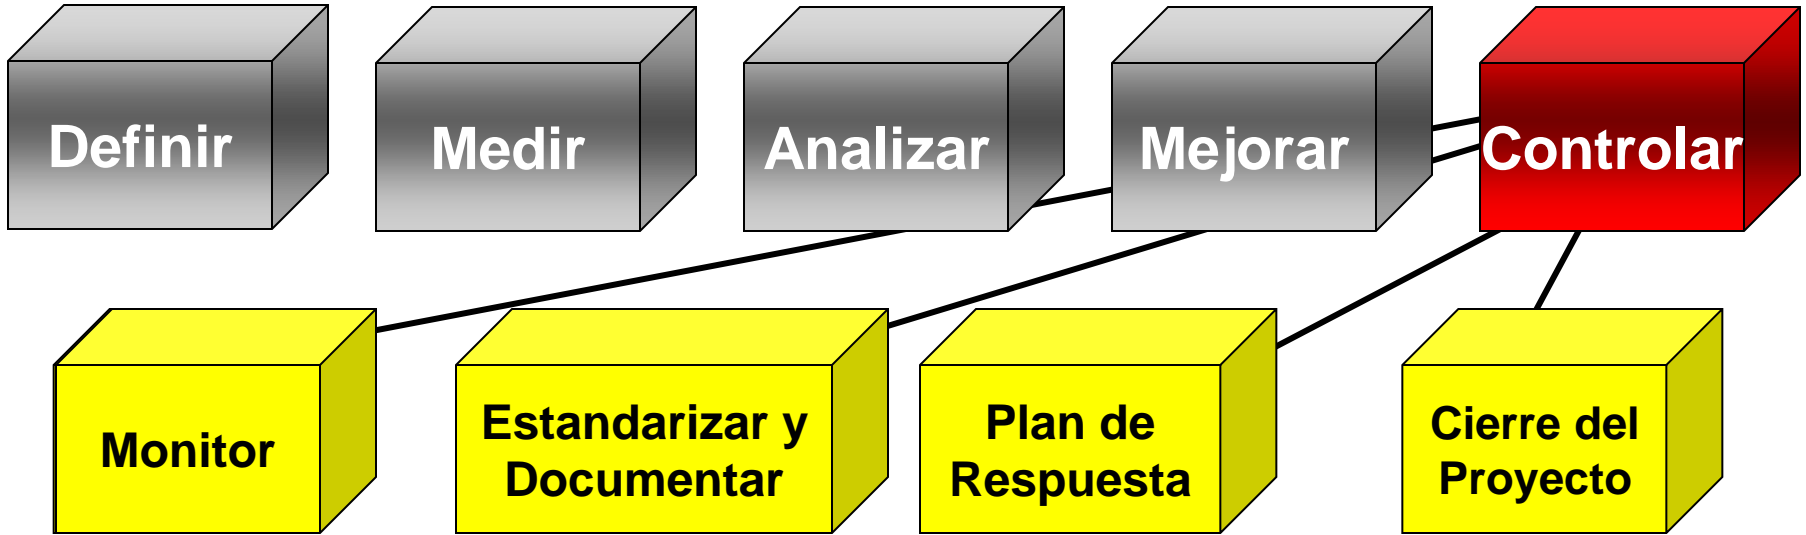 Definir
Medir
Analizar
Mejorar
Controlar
Monitor
Estandarizar y
Documentar
Plan de
Respuesta
Cierre del
Proyecto